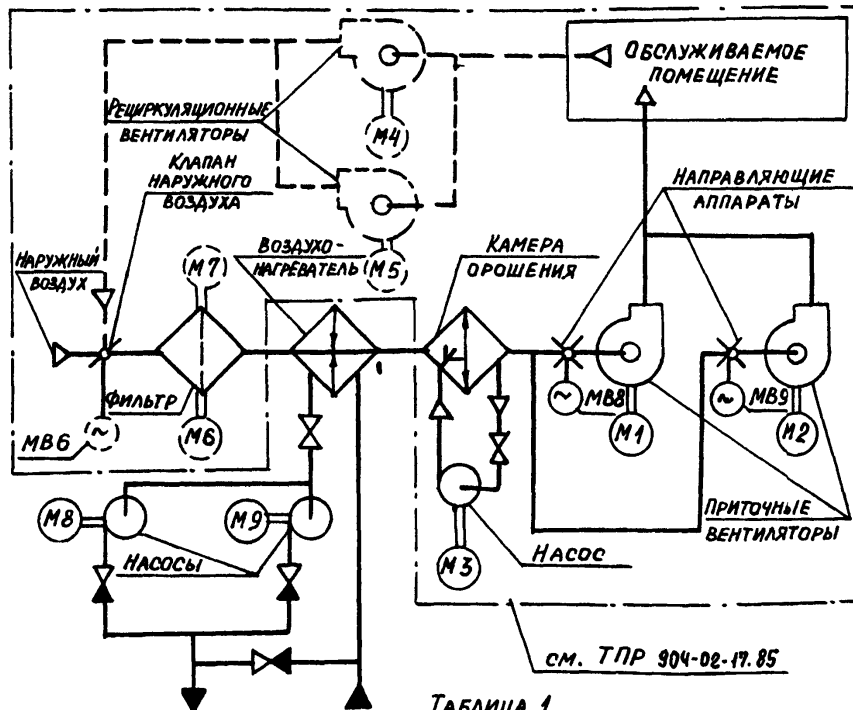 Обслуживаемое
помещение
Рециркуляционные
вентиляторы
М4
Клапан
наружного
воздуха
Направляющие
аппараты
Наружный
воздух
М7
Воздухо-
нагреватель
М5
Камера
орошения
Фильтр
МВ6
М6
МВ8
М1
МВ9
М2
М8
М9
Насосы
М3
Насос
Приточные
вентиляторы
см. ТПР 904-02-17.85
Таблица 1